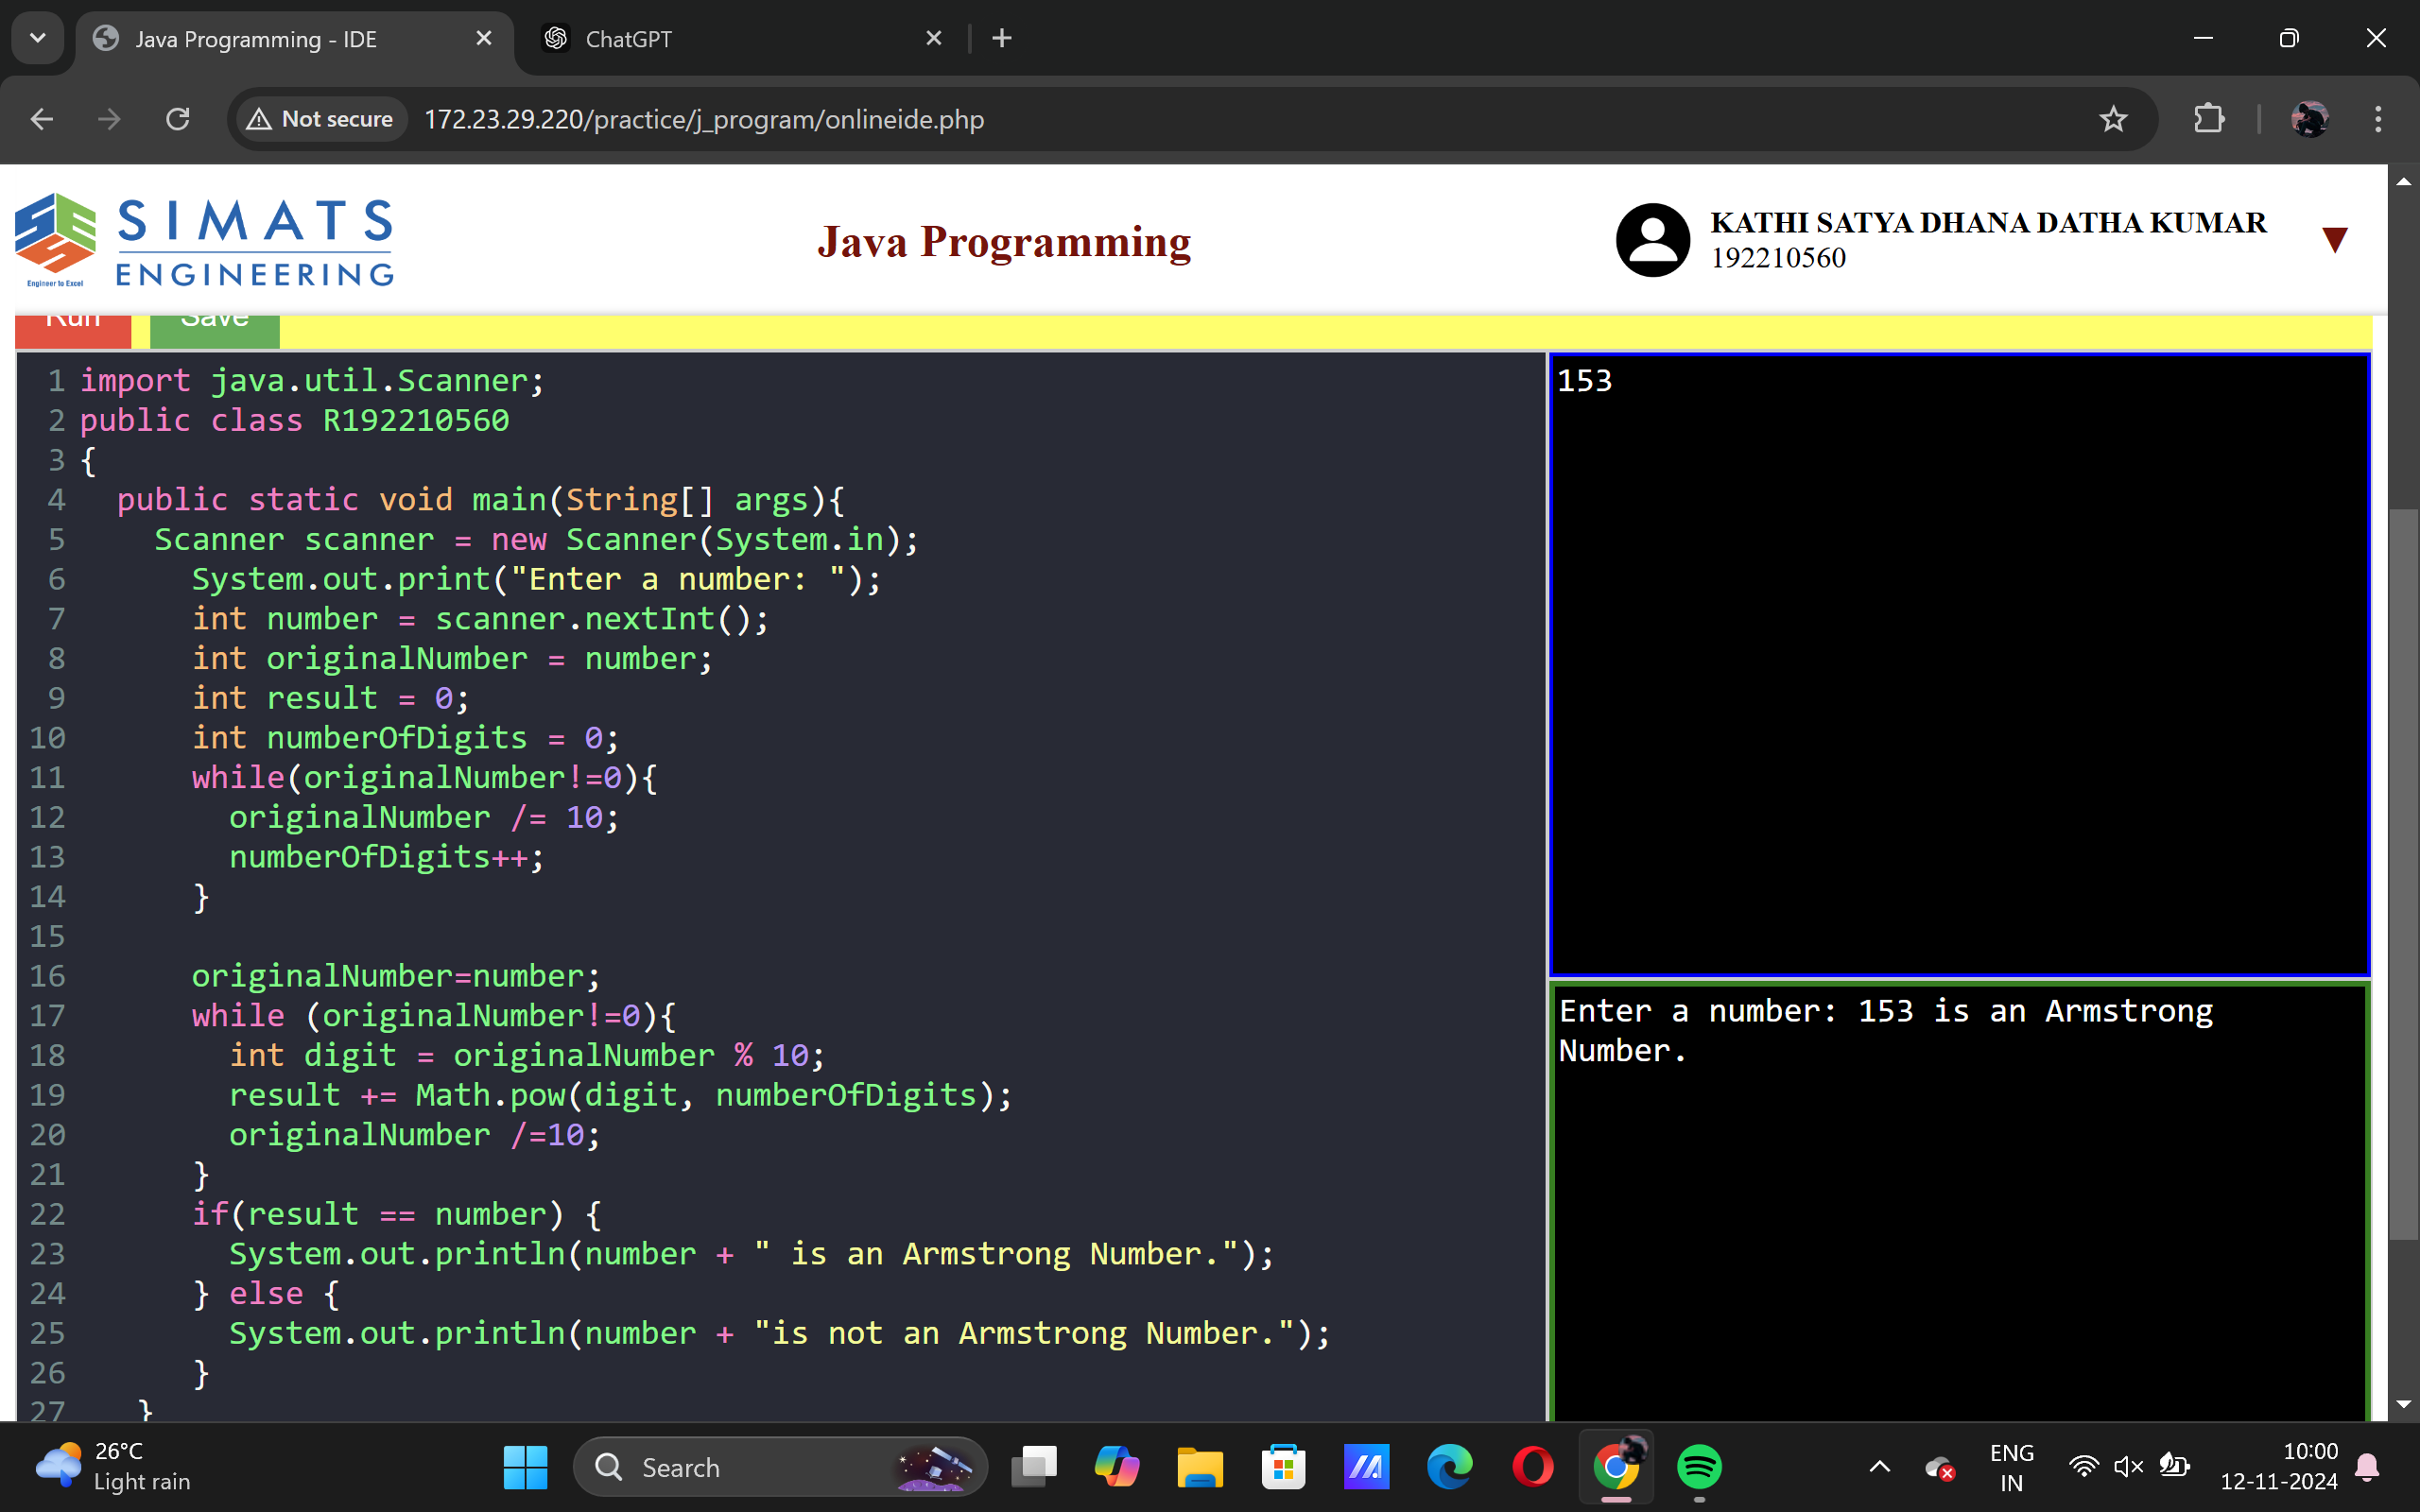 Java Programming - IDE
ChatGPT
Not secure
172.23.29.220/practice/j_program/onlineide.php
SIMATS
ENGINEERING
Engineer to Excel
Java Programming
KATHI SATYA DHANA DATHA KUMAR
192210560
Run Save
1 import java.util.Scanner;
2 public class R192210560
3 {
4   public static void main(String[] args){
5     Scanner scanner = new Scanner(System.in);
6       System.out.print("Enter a number: ");
7       int number = scanner.nextInt();
8       int originalNumber = number;
9       int result = 0;
10       int numberOfDigits = 0;
11       while(originalNumber!=0){
12         originalNumber /= 10;
13         numberOfDigits++;
14       }
15
16       originalNumber=number;
17       while (originalNumber!=0){
18         int digit = originalNumber % 10;
19         result += Math.pow(digit, numberOfDigits);
20         originalNumber /=10;
21       }
22       if(result == number) {
23         System.out.println(number + " is an Armstrong Number.");
24       } else {
25         System.out.println(number + "is not an Armstrong Number.");
26       }
27    }
153
Enter a number: 153 is an Armstrong
Number.
26°C
Light rain
Search
ENG
IN
10:00
12-11-2024